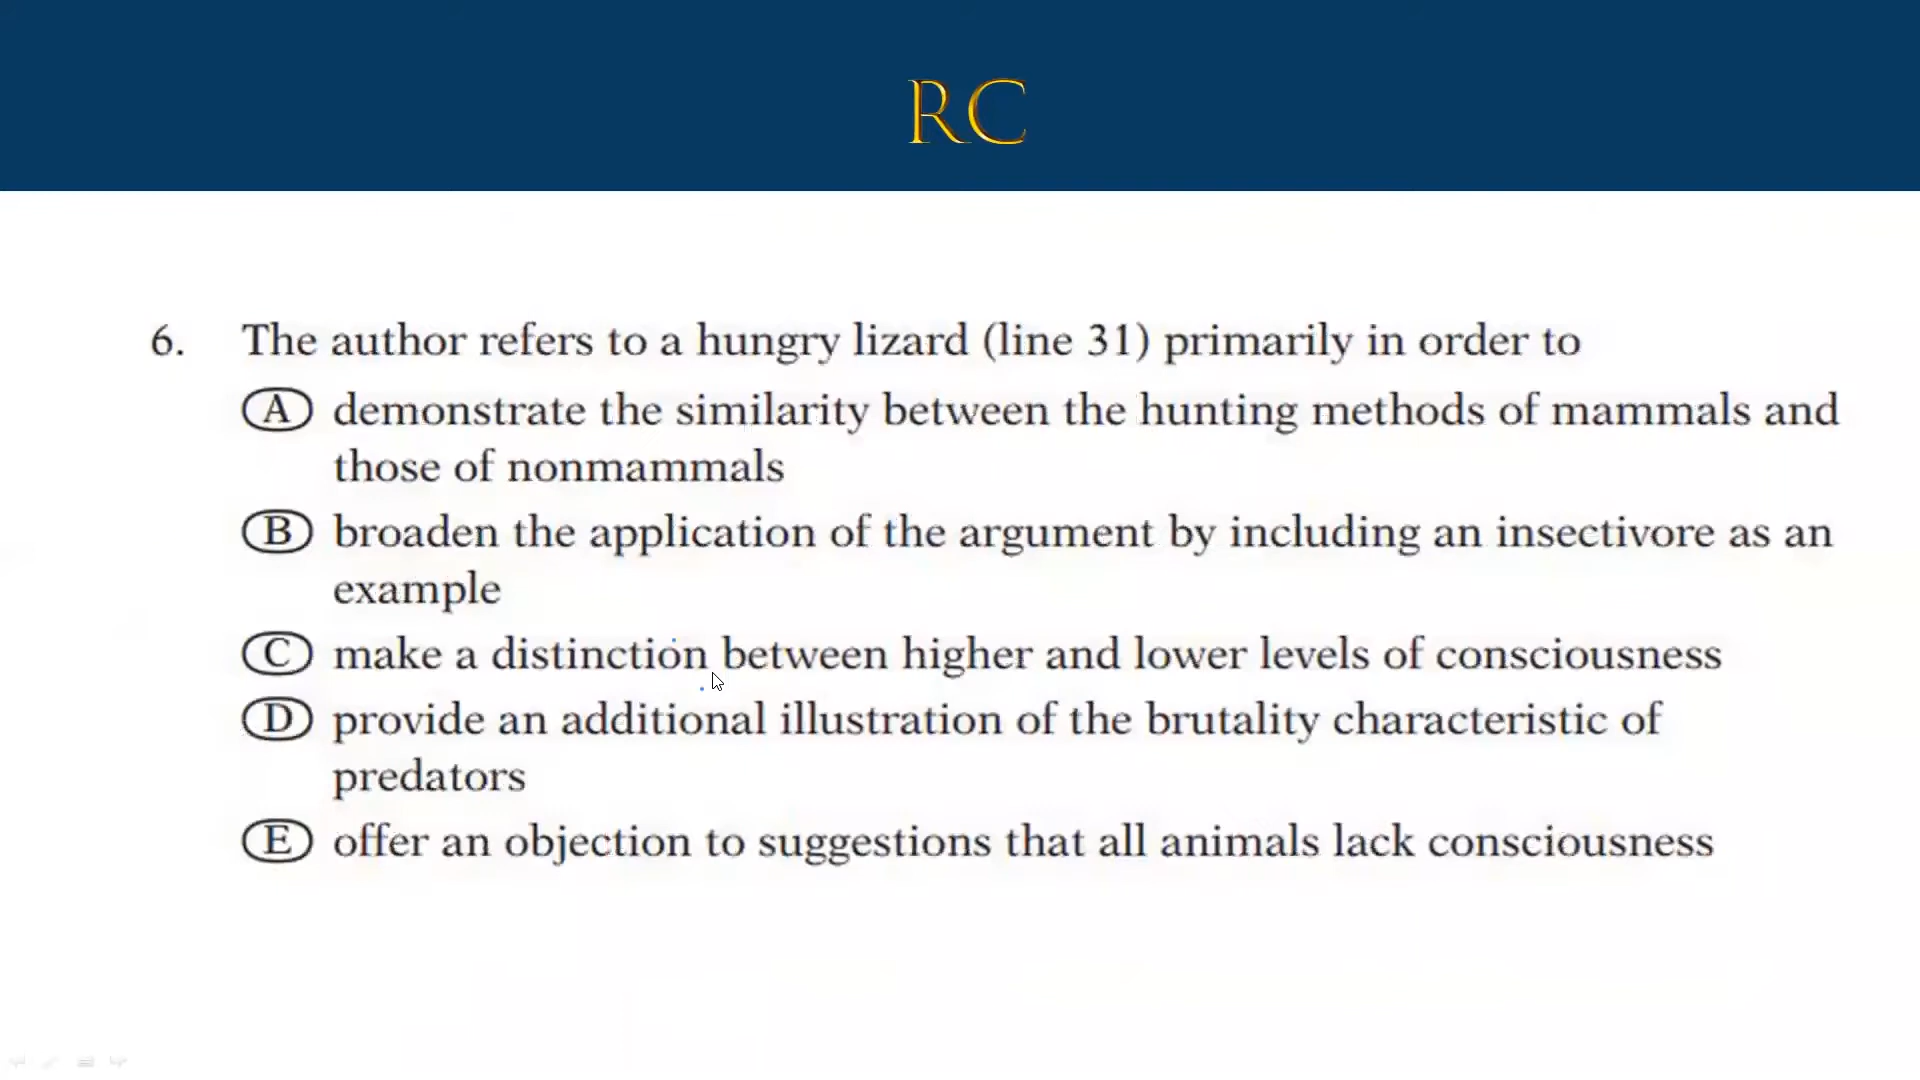 RC
6. The author refers to a hungry lizard (line 31) primarily in order to
A demonstrate the similarity between the hunting methods of mammals and
those of nonmammals
B broaden the application of the argument by including an insectivore as an
example
C make a distinction between higher and lower levels of consciousness
D provide an additional illustration of the brutality characteristic of
predators
E offer an objection to suggestions that all animals lack consciousness